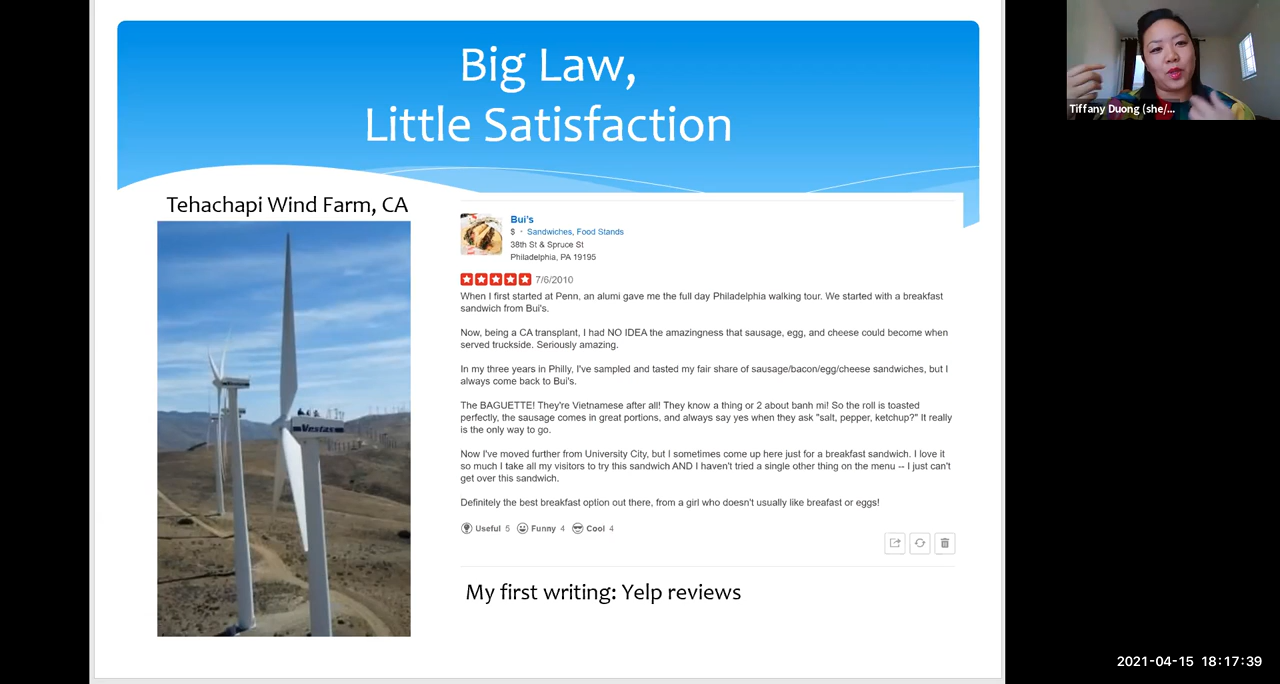 Big Law,
Little Satisfaction
Tehachapi Wind Farm, CA
Vestas
Bui's
$ · Sandwiches, Food Stands
38th St & Spruce St
Philadelphia, PA 19195
7/6/2010
When I first started at Penn, an alumi gave me the full day Philadelphia walking tour. We started with a breakfast
sandwich from Bui's.
Now, being a CA transplant, I had NO IDEA the amazingness that sausage, egg, and cheese could become when
served truckside. Seriously amazing.
In my three years in Philly, I've sampled and tasted my fair share of sausage/bacon/egg/cheese sandwiches, but I
always come back to Bui's.
The BAGUETTE! They're Vietnamese after all! They know a thing or 2 about banh mi! So the roll is toasted
perfectly, the sausage comes in great portions, and always say yes when they ask "salt, pepper, ketchup?" It really
is the only way to go.
Now I've moved further from University City, but I sometimes come up here just for a breakfast sandwich. I love it
so much I take all my visitors to try this sandwich AND I haven't tried a single other thing on the menu -- I just can't
get over this sandwich.
Definitely the best breakfast option out there, from a girl who doesn't usually like breafast or eggs!
Useful 5 Funny 4 Cool 4
My first writing: Yelp reviews
Tiffany Duong (she/...
2021-04-15 18:17:39